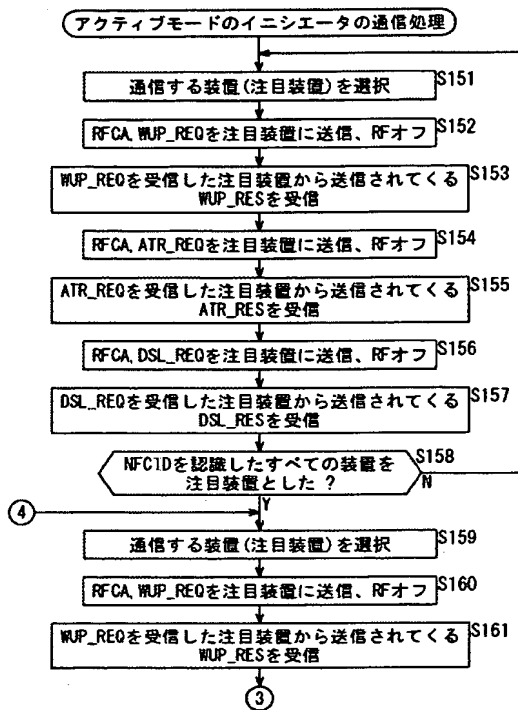 アクティブモードのイニシエータの通信処理
通信する装置(注目装置)を選択
S151
RFCA,WUP_REQを注目装置に送信、RFオフ
S152
WUP_REQを受信した注目装置から送信されてくる
WUP_RESを受信
S153
RFCA,ATR_REQを注目装置に送信、RFオフ
S154
ATR_REQを受信した注目装置から送信されてくる
ATR_RESを受信
S155
RFCA,DSL_REQを注目装置に送信、RFオフ
S156
DSL_REQを受信した注目装置から送信されてくる
DSL_RESを受信
S157
NFCIDを認識したすべての装置を
注目装置とした ?
S158
N
Y
4
通信する装置(注目装置)を選択
S159
RFCA,WUP_REQを注目装置に送信、RFオフ
S160
WUP_REQを受信した注目装置から送信されてくる
WUP_RESを受信
S161
3